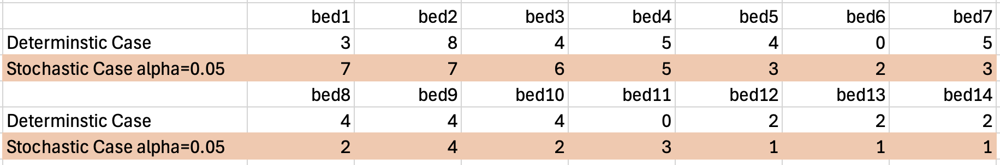 bed1 bed2 bed3 bed4 bed5 bed6 bed7
Determinstic Case 3 8 4 5 4 0 5
Stochastic Case alpha=0.05 7 7 6 5 3 2 3
bed8 bed9 bed10 bed11 bed12 bed13 bed14
Determinstic Case 4 4 4 0 2 2 2
Stochastic Case alpha=0.05 2 4 2 3 1 1 1